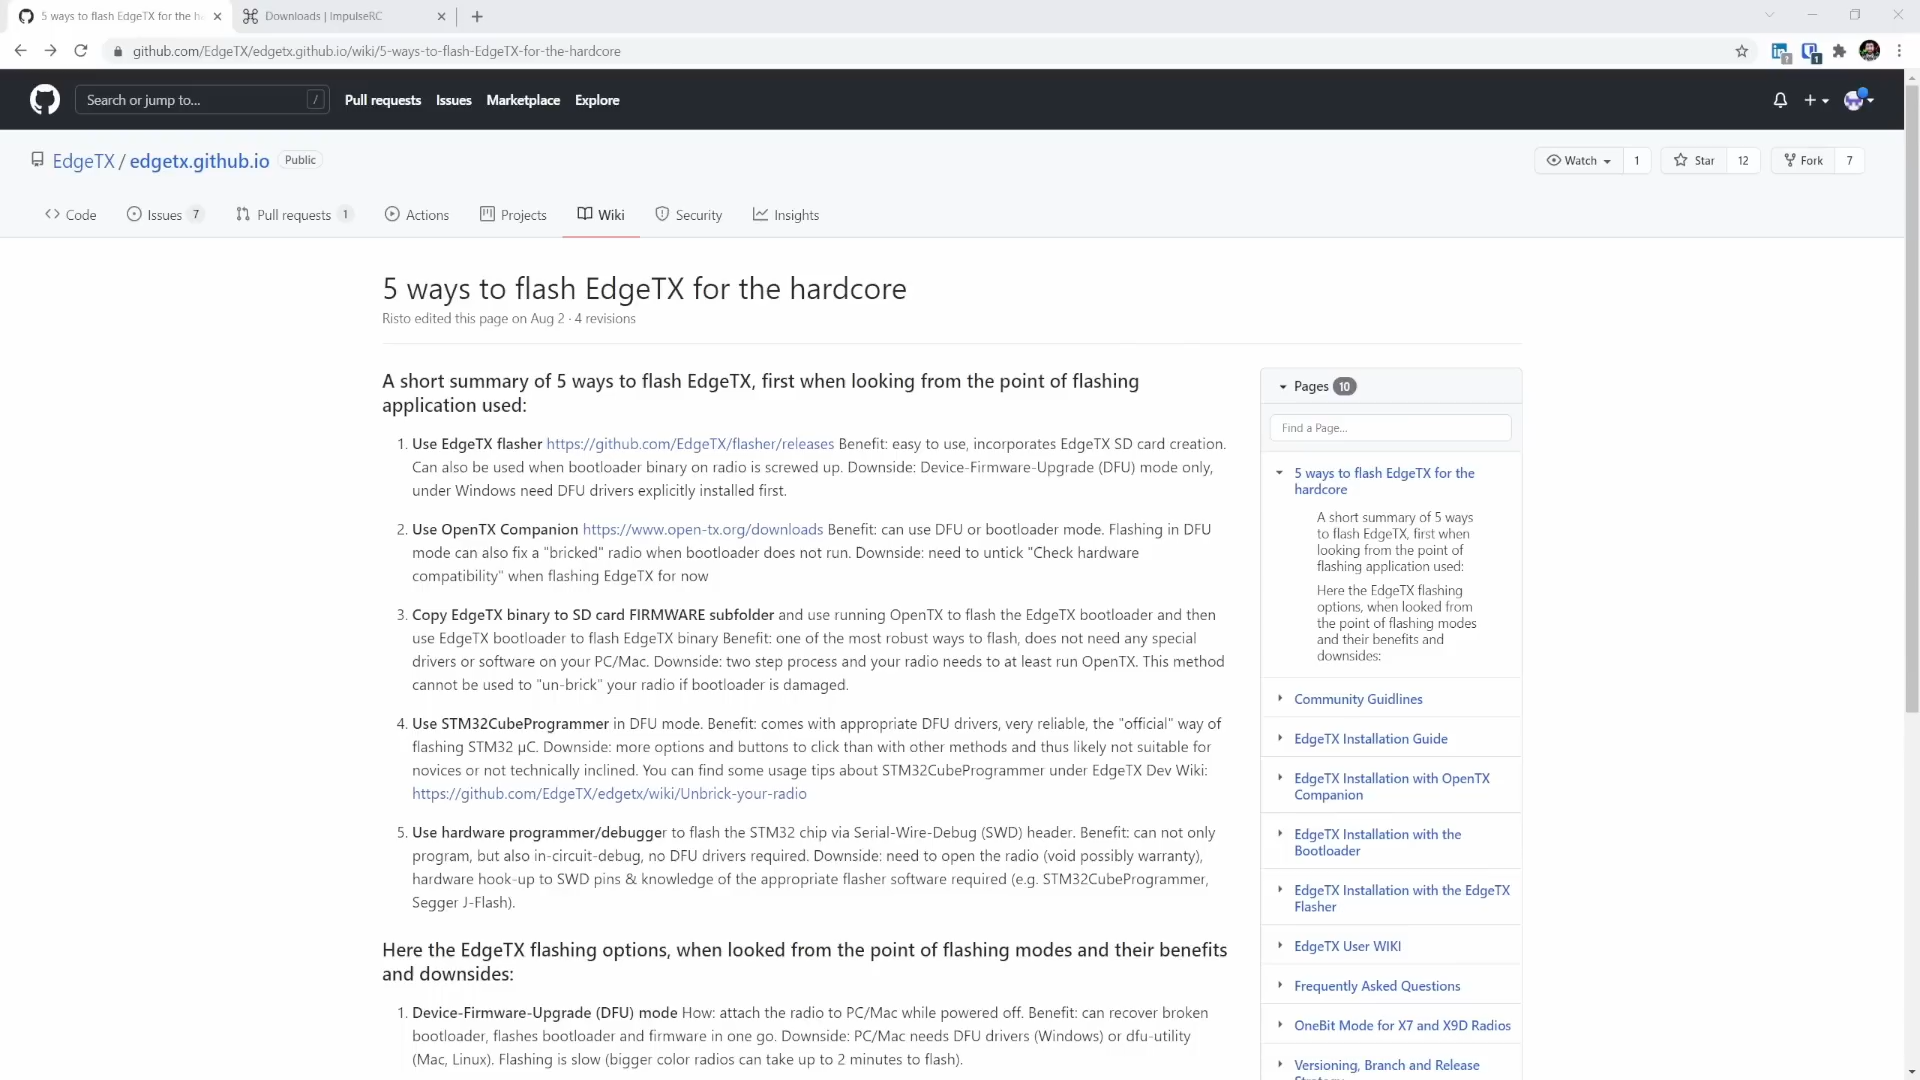 5 ways to flash EdgeTX for the h
Downloads | ImpulseRC
github.com/EdgeTX/edgetx.github.io/wiki/5-ways-to-flash-EdgeTX-for-the-hardcore
Search or jump to... /
Pull requests Issues Marketplace Explore
EdgeTX / edgetx.github.io Public
Watch 1 Star 12 Fork 7
Code Issues 7 Pull requests 1 Actions Projects Wiki Security Insights
5 ways to flash EdgeTX for the hardcore
Risto edited this page on Aug 2 · 4 revisions
A short summary of 5 ways to flash EdgeTX, first when looking from the point of flashing
application used:
1. Use EdgeTX flasher https://github.com/EdgeTX/flasher/releases Benefit: easy to use, incorporates EdgeTX SD card creation.
Can also be used when bootloader binary on radio is screwed up. Downside: Device-Firmware-Upgrade (DFU) mode only,
under Windows need DFU drivers explicitly installed first.
2. Use OpenTX Companion https://www.open-tx.org/downloads Benefit: can use DFU or bootloader mode. Flashing in DFU
mode can also fix a "bricked" radio when bootloader does not run. Downside: need to untick "Check hardware
compatibility" when flashing EdgeTX for now
3. Copy EdgeTX binary to SD card FIRMWARE subfolder and use running OpenTX to flash the EdgeTX bootloader and then
use EdgeTX bootloader to flash EdgeTX binary Benefit: one of the most robust ways to flash, does not need any special
drivers or software on your PC/Mac. Downside: two step process and your radio needs to at least run OpenTX. This method
cannot be used to "un-brick" your radio if bootloader is damaged.
4. Use STM32CubeProgrammer in DFU mode. Benefit: comes with appropriate DFU drivers, very reliable, the "official" way of
flashing STM32 µC. Downside: more options and buttons to click than with other methods and thus likely not suitable for
novices or not technically inclined. You can find some usage tips about STM32CubeProgrammer under EdgeTX Dev Wiki:
https://github.com/EdgeTX/edgetx/wiki/Unbrick-your-radio
5. Use hardware programmer/debugger to flash the STM32 chip via Serial-Wire-Debug (SWD) header. Benefit: can not only
program, but also in-circuit-debug, no DFU drivers required. Downside: need to open the radio (void possibly warranty),
hardware hook-up to SWD pins & knowledge of the appropriate flasher software required (e.g. STM32CubeProgrammer,
Segger J-Flash).
Here the EdgeTX flashing options, when looked from the point of flashing modes and their benefits
and downsides:
1. Device-Firmware-Upgrade (DFU) mode How: attach the radio to PC/Mac while powered off. Benefit: can recover broken
bootloader, flashes bootloader and firmware in one go. Downside: PC/Mac needs DFU drivers (Windows) or dfu-utility
(Mac, Linux). Flashing is slow (bigger color radios can take up to 2 minutes to flash).
Pages 10
Find a Page...
5 ways to flash EdgeTX for the
hardcore
A short summary of 5 ways
to flash EdgeTX, first when
looking from the point of
flashing application used:
Here the EdgeTX flashing
options, when looked from
the point of flashing modes
and their benefits and
downsides:
Community Guidlines
EdgeTX Installation Guide
EdgeTX Installation with OpenTX
Companion
EdgeTX Installation with the
Bootloader
EdgeTX Installation with the EdgeTX
Flasher
EdgeTX User WIKI
Frequently Asked Questions
OneBit Mode for X7 and X9D Radios
Versioning, Branch and Release